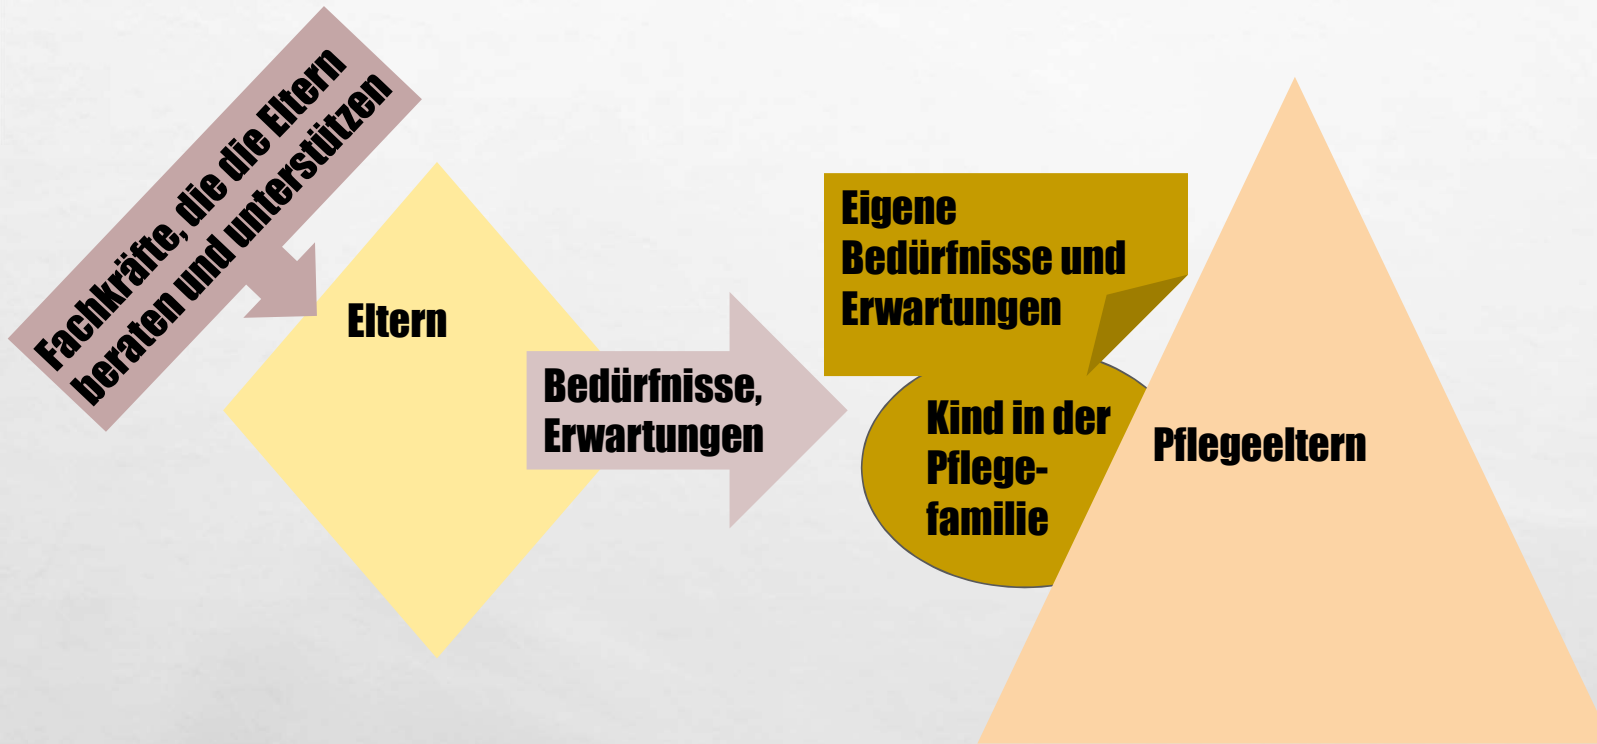 Fachkräfte, die die Eltern
beraten und unterstützen
Eltern
Bedürfnisse,
Erwartungen
Eigene
Bedürfnisse und
Erwartungen
Kind in der
Pflege-
familie
Pflegeeltern